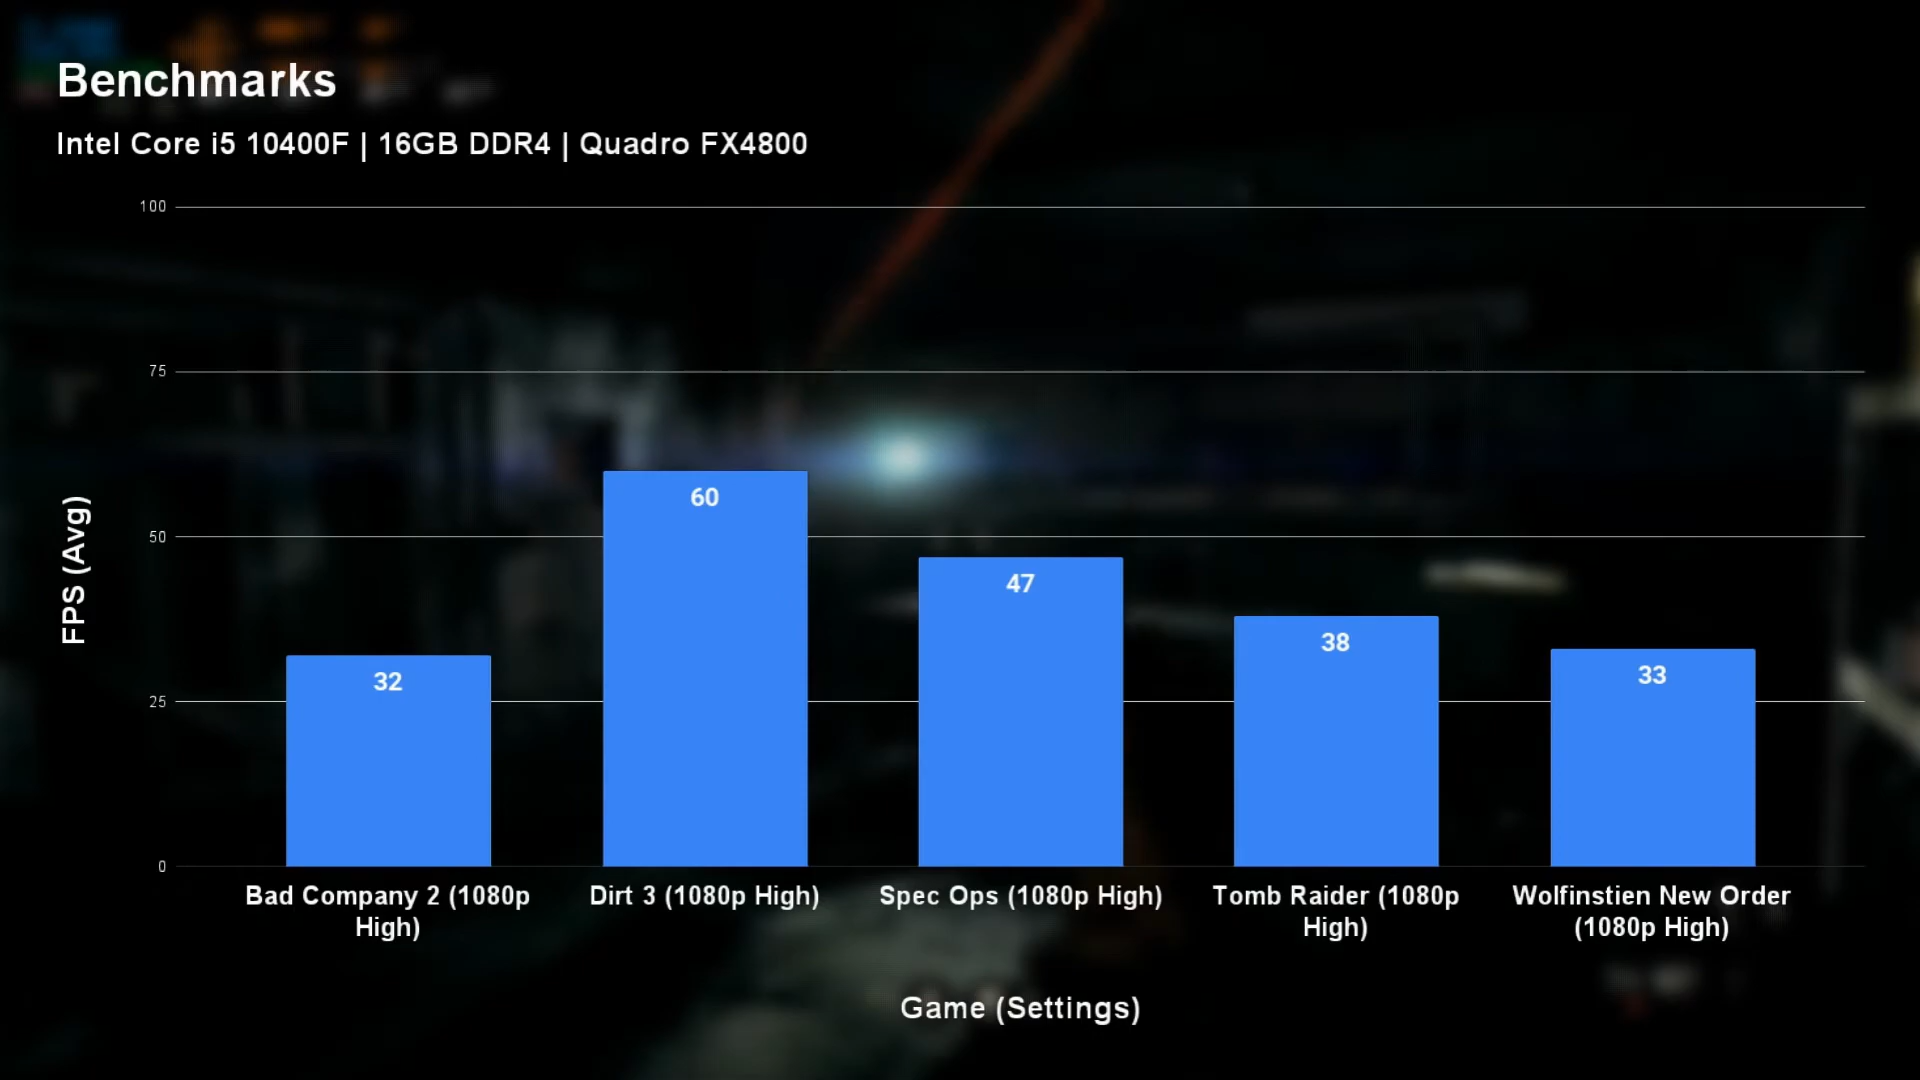 Benchmarks
Intel Core i5 10400F | 16GB DDR4 | Quadro FX4800
100
75
50
25
0
FPS (Avg)
32
60
47
38
33
Bad Company 2 (1080p
High)
Dirt 3 (1080p High)
Spec Ops (1080p High)
Tomb Raider (1080p
High)
Wolfinstien New Order
(1080p High)
Game (Settings)